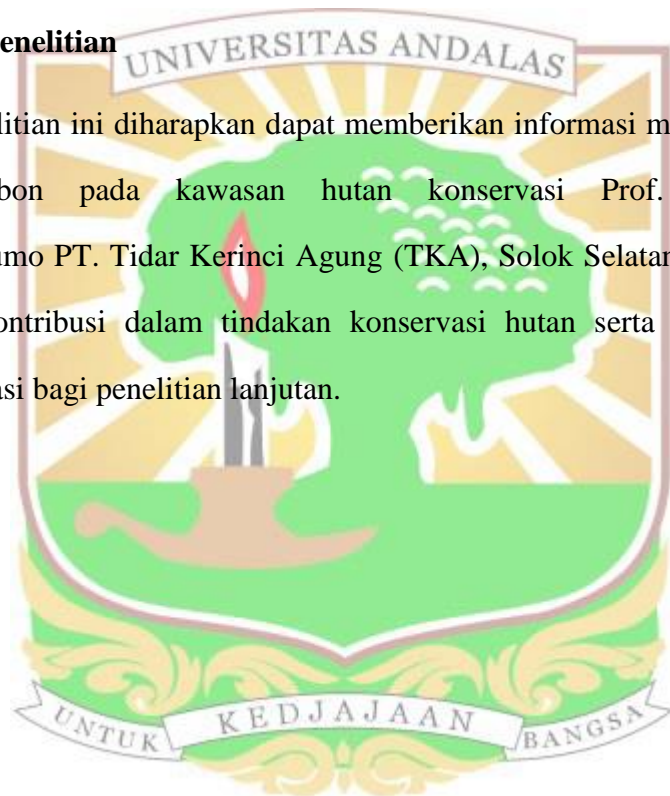 enelitian
UNIVERSITAS ANDALAS
litian ini diharapkan dapat memberikan informasi m
bon pada kawasan hutan konservasi Prof.
umo PT. Tidar Kerinci Agung (TKA), Solok Selatan
ontribusi dalam tindakan konservasi hutan serta
asi bagi penelitian lanjutan.
UNTUK KEDJAJAAN BANGSA